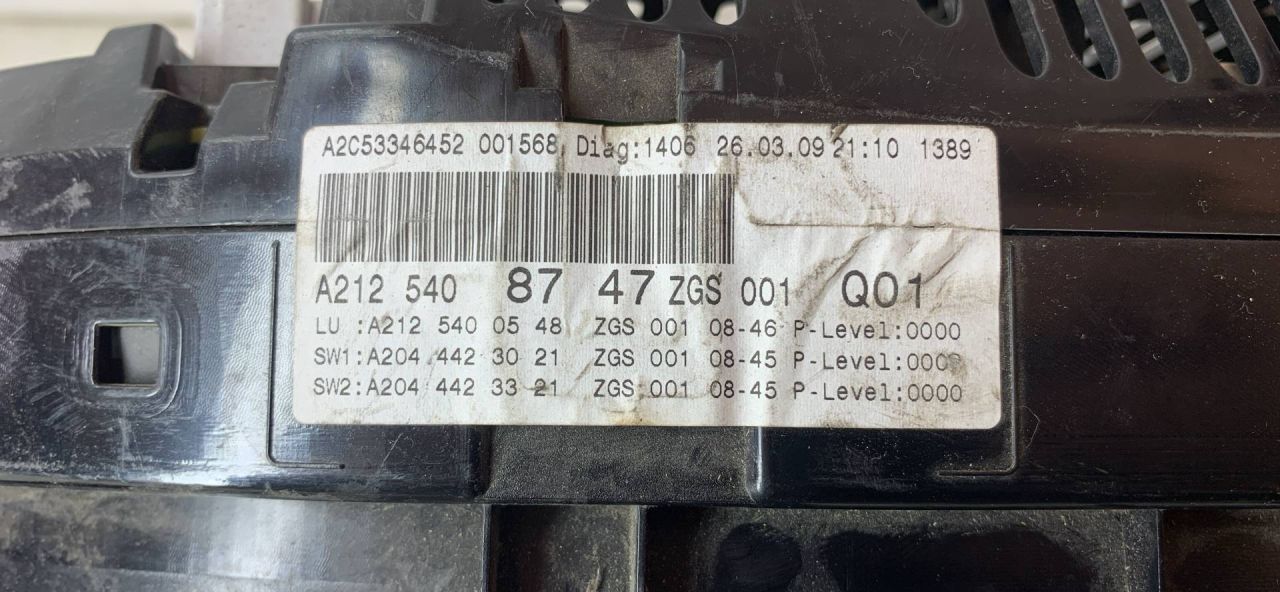 A2C53346452 001568, Diag:1406 26.03.09 21:10 1389
A212 540 87 47 ZGS 001 Q01
LU :A212 540 05 48 ZGS 001 08-46 P-Level:0000
SW1:A204 442 30 21 ZGS 001 08-45 P-Level:0000
SW2:A204 442 33 21 ZGS 001 08-45 P-Level:0000